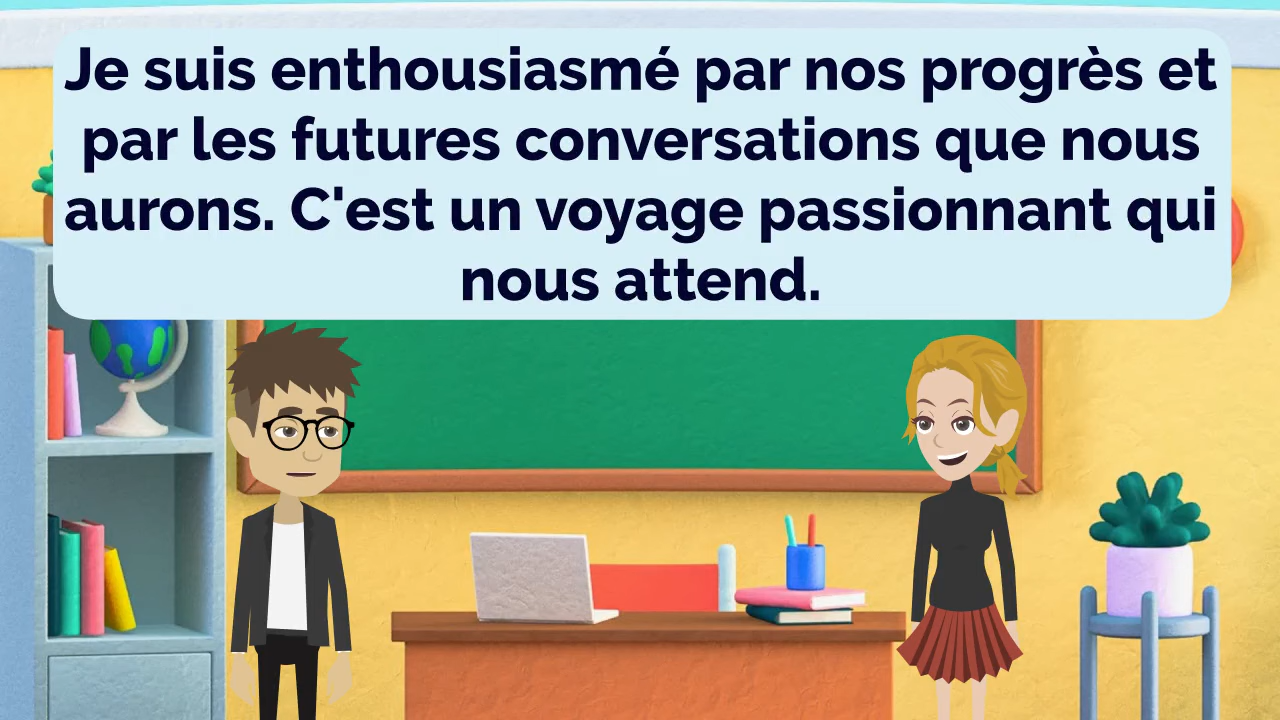 Je suis enthousiasmé par nos progrès et
par les futures conversations que nous
aurons. C'est un voyage passionnant qui
nous attend.